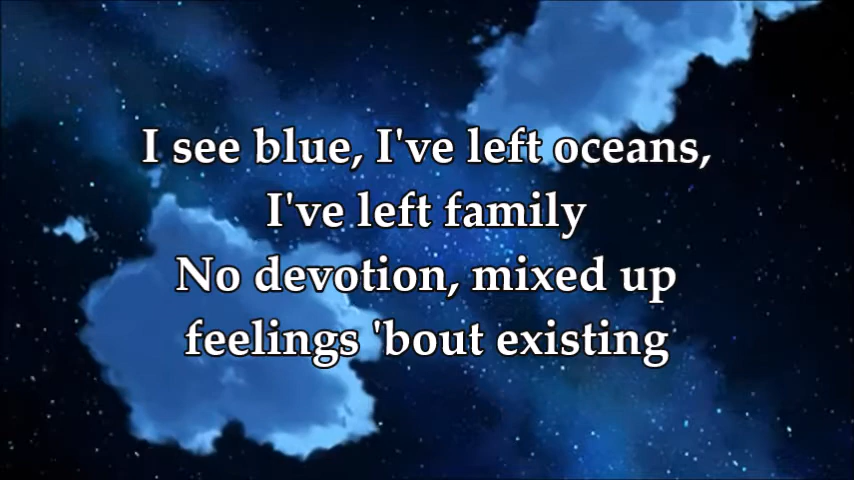 I see blue, I've left oceans,
I've left family
No devotion, mixed up
feelings 'bout existing